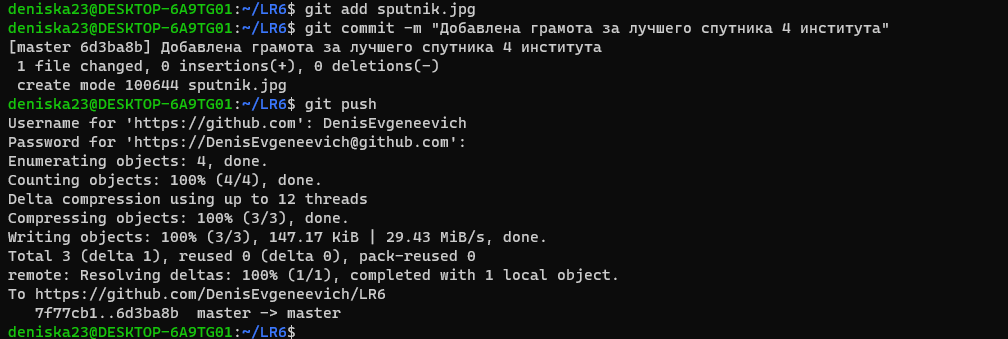 deniska23@DESKTOP-6A9TG01:~/LR6$ git add sputnik.jpg
deniska23@DESKTOP-6A9TG01:~/LR6$ git commit -m "Добавлена грамота за лучшего спутника 4 института"
[master 6d3ba8b] Добавлена грамота за лучшего спутника 4 института
 1 file changed, 0 insertions(+), 0 deletions(-)
 create mode 100644 sputnik.jpg
deniska23@DESKTOP-6A9TG01:~/LR6$ git push
Username for 'https://github.com': DenisEvgeneevich
Password for 'https://DenisEvgeneevich@github.com':
Enumerating objects: 4, done.
Counting objects: 100% (4/4), done.
Delta compression using up to 12 threads
Compressing objects: 100% (3/3), done.
Writing objects: 100% (3/3), 147.17 KiB | 29.43 MiB/s, done.
Total 3 (delta 1), reused 0 (delta 0), pack-reused 0
remote: Resolving deltas: 100% (1/1), completed with 1 local object.
To https://github.com/DenisEvgeneevich/LR6
   7f77cb1..6d3ba8b  master -> master
deniska23@DESKTOP-6A9TG01:~/LR6$